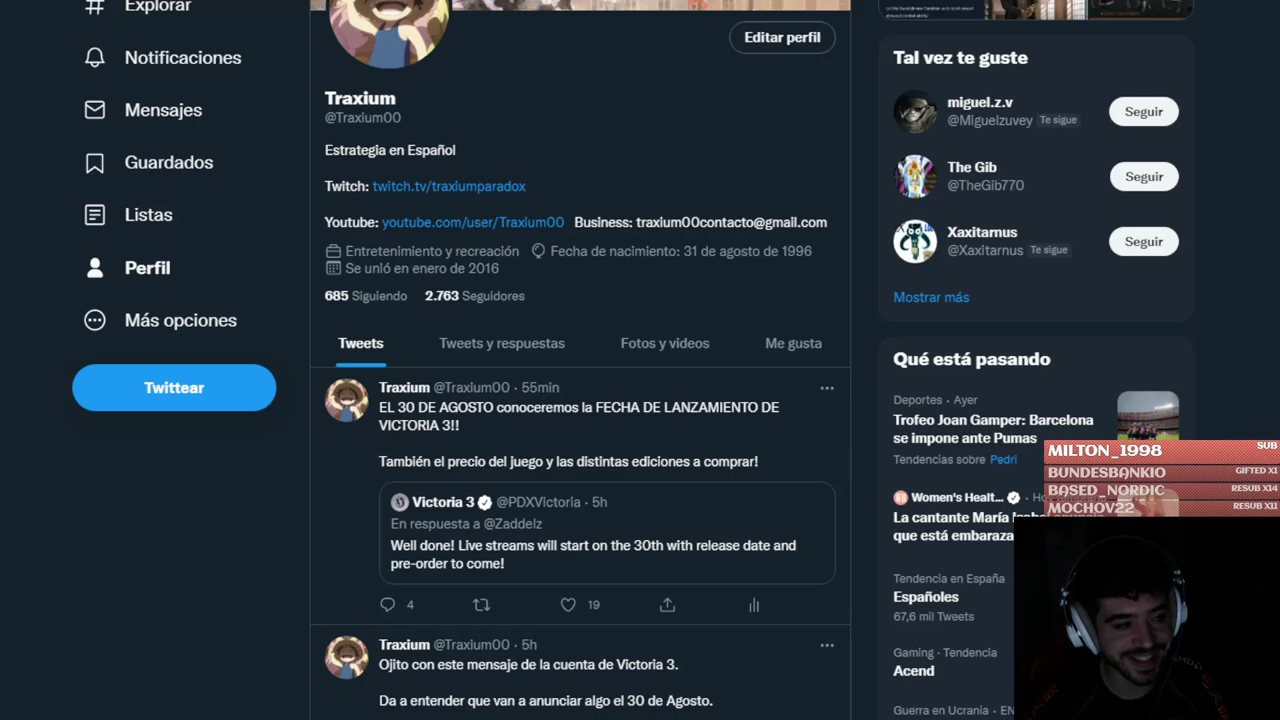 Explorar
Notificaciones
Mensajes
Guardados
Listas
Perfil
Más opciones
Twittear
Editar perfil
Traxium
@Traxium00
Estrategia en Español
Twitch: twitch.tv/traxiumparadox
Youtube: youtube.com/user/Traxium00 Business: traxium00contacto@gmail.com
Entretenimiento y recreación Fecha de nacimiento: 31 de agosto de 1996
Se unió en enero de 2016
685 Siguiendo 2.763 Seguidores
Tweets Tweets y respuestas Fotos y videos Me gusta
Traxium @Traxium00 · 55min
EL 30 DE AGOSTO conoceremos la FECHA DE LANZAMIENTO DE
VICTORIA 3!!
También el precio del juego y las distintas ediciones a comprar!
Victoria 3 @PDXVictoria · 5h
En respuesta a @Zaddelz
Well done! Live streams will start on the 30th with release date and
pre-order to come!
4 19
Traxium @Traxium00 · 5h
Ojito con este mensaje de la cuenta de Victoria 3.
Da a entender que van a anunciar algo el 30 de Agosto.
Tal vez te guste
miguel.z.v
@Miguelzuvey Te sigue
Seguir
The Gib
@TheGib770
Seguir
Xaxitarnus
@Xaxitarnus Te sigue
Seguir
Mostrar más
Qué está pasando
Deportes · Ayer
Trofeo Joan Gamper: Barcelona
se impone ante Pumas
Tendencias sobre Pedri
MILTON_1998 SUB
BUNDESBANKIO GIFTED X1
BASED_NORDIC RESUB X14
MOCHOV22 RESUB X11
Women's Healt...
La cantante María
que está embaraza
Tendencia en España
Españoles
67,6 mil Tweets
Gaming · Tendencia
Acend
Guerra en Ucrania